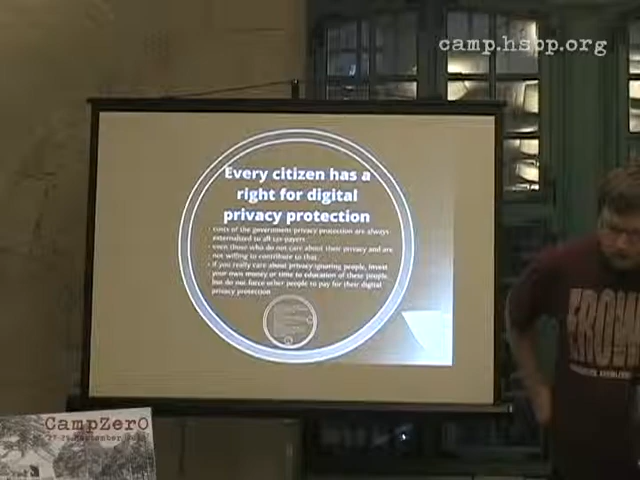 camp.hsbp.org
Every citizen has a
right for digital
privacy protection
· costs of the government privacy protection are always
externalized to all tax-payers
· even those who do not care about their privacy and are
not willing to contribute to that
· if you really care about privacy-ignoring people, invest
your own money or time to education of these people,
but do not force other people to pay for their digital
privacy protection
CampZer0
September